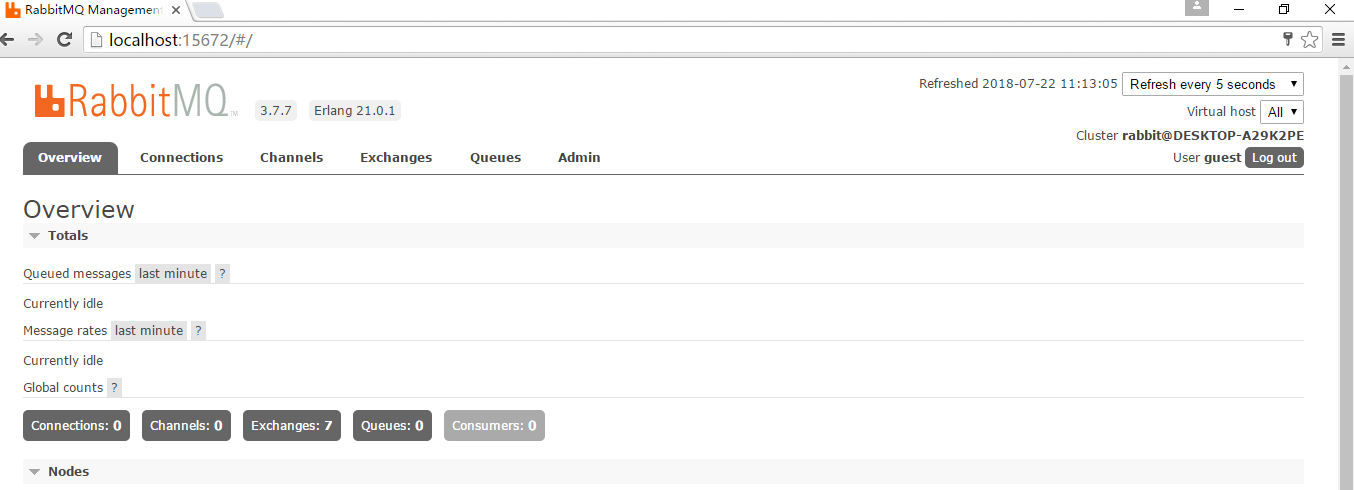 RabbitMQ Management
localhost:15672/#/
RabbitMQ TM 3.7.7 Erlang 21.0.1
Refreshed 2018-07-22 11:13:05 Refresh every 5 seconds
Virtual host All
Cluster rabbit@DESKTOP-A29K2PE
User guest Log out
Overview Connections Channels Exchanges Queues Admin
Overview
Totals
Queued messages last minute ?
Currently idle
Message rates last minute ?
Currently idle
Global counts ?
Connections: 0 Channels: 0 Exchanges: 7 Queues: 0 Consumers: 0
Nodes